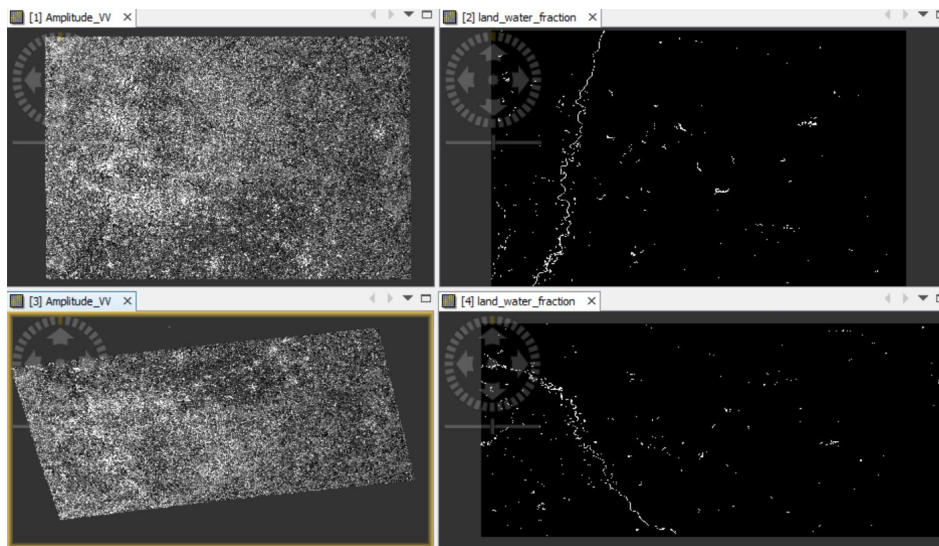 [1] Amplitude_VV
[2] land_water_fraction
[3] Amplitude_VV
[4] land_water_fraction